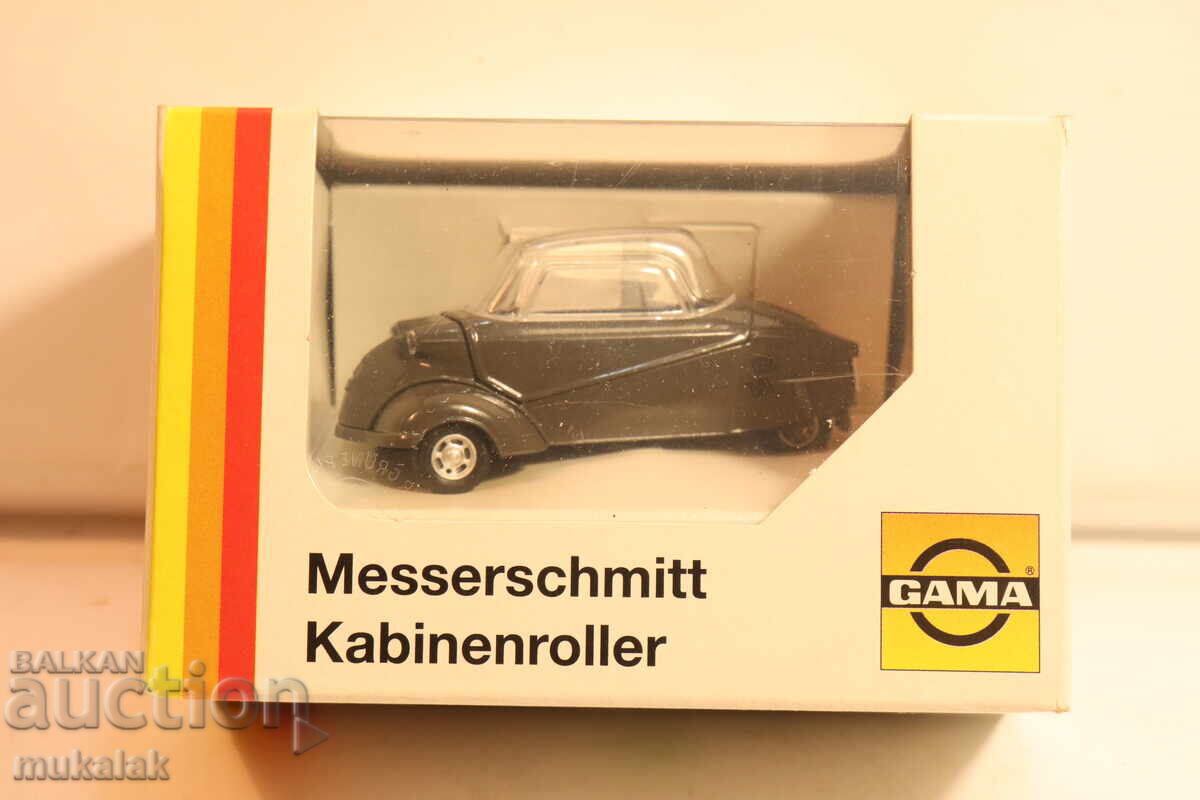 Messerschmitt
Kabinenroller
GAMA®
BALKAN
auction
mukalak